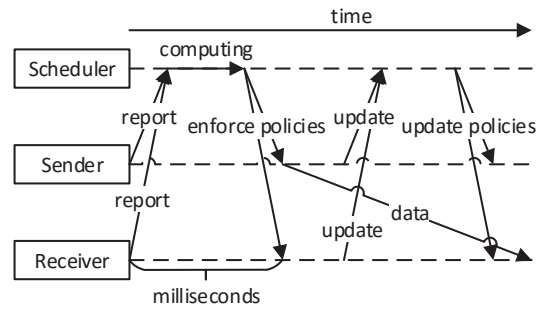 time
computing
Scheduler
report
enforce policies
update
update policies
Sender
report
data
update
Receiver
milliseconds